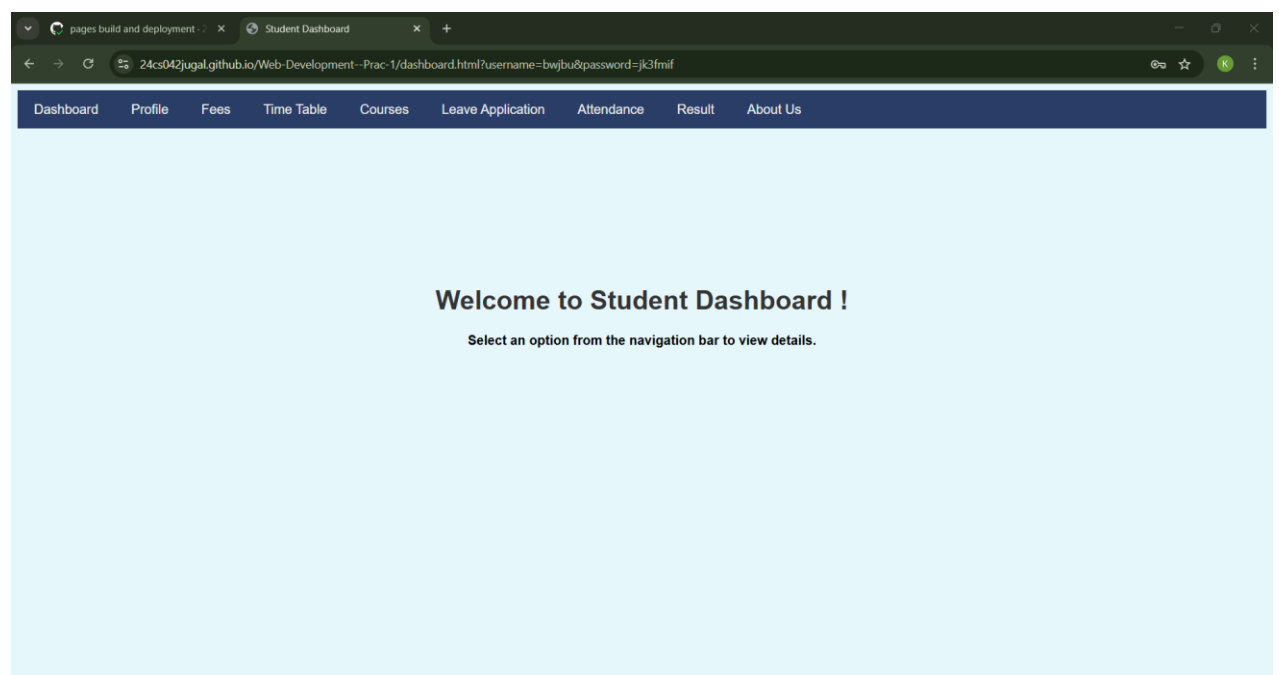 pages build and deployment · 2
Student Dashboard
24cs042jugal.github.io/Web-Development--Prac-1/dashboard.html?username=bwjbu&password=jk3fmif
K
Dashboard Profile Fees Time Table Courses Leave Application Attendance Result About Us
Welcome to Student Dashboard !
Select an option from the navigation bar to view details.